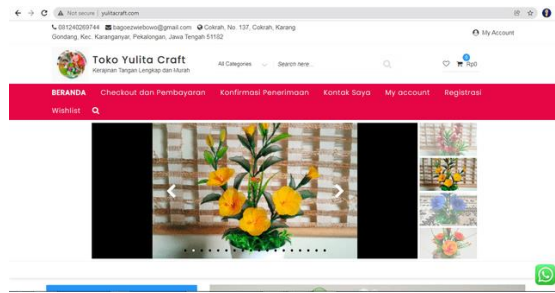 Not secure | yulitacraft.com
081240269744 bagoezwiebowo@gmail.com Cokrah, No. 137, Cokrah, Karang
Gondang, Kec. Karanganyar, Pekalongan, Jawa Tengah 51182
My Account
Toko Yulita Craft
Kerajinan Tangan Lengkap dan Murah
All Categories
Search here...
0
Rp0
BERANDA Checkout dan Pembayaran Konfirmasi Penerimaan Kontak Saya My account Registrasi
Wishlist